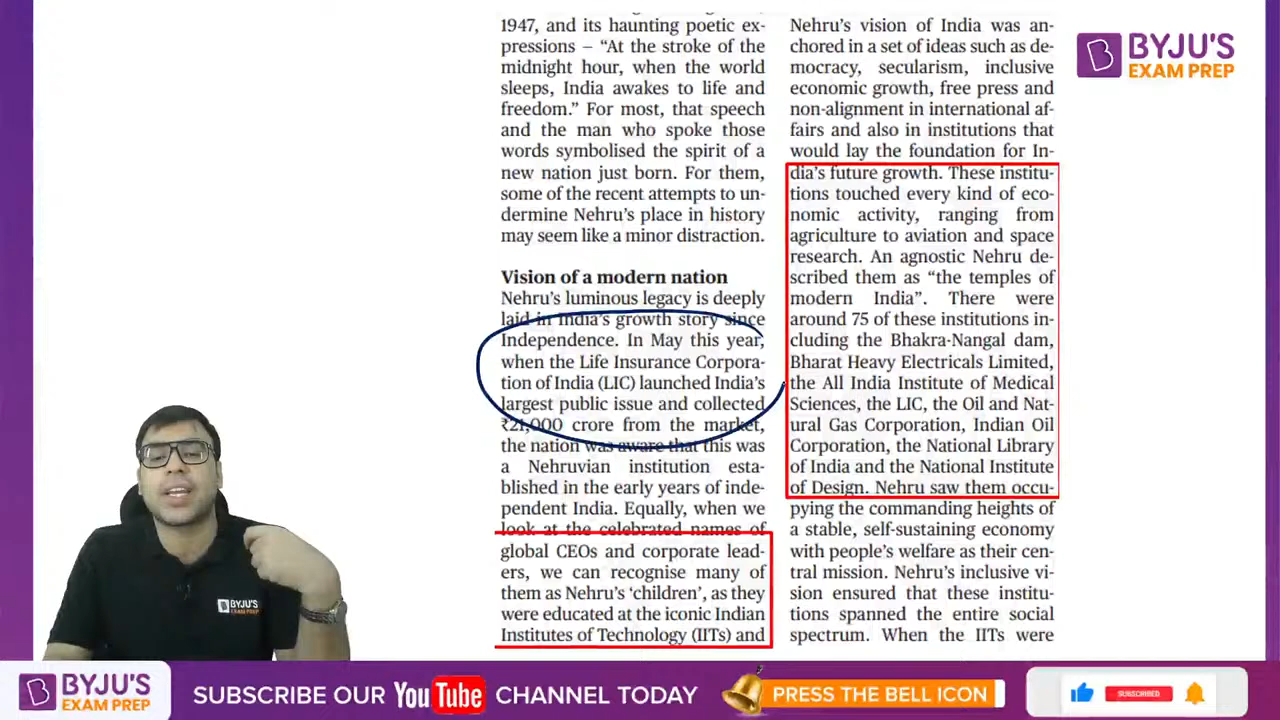 1947, and its haunting poetic ex-
pressions – “At the stroke of the
midnight hour, when the world
sleeps, India awakes to life and
freedom.” For most, that speech
and the man who spoke those
words symbolised the spirit of a
new nation just born. For them,
some of the recent attempts to un-
dermine Nehru’s place in history
may seem like a minor distraction.
Vision of a modern nation
Nehru’s luminous legacy is deeply
laid in India’s growth story since
Independence. In May this year,
when the Life Insurance Corpora-
tion of India (LIC) launched India’s
largest public issue and collected
₹21,000 crore from the market,
the nation was aware that this was
a Nehruvian institution esta-
blished in the early years of inde-
pendent India. Equally, when we
look at the celebrated names of
global CEOs and corporate lead-
ers, we can recognise many of
them as Nehru’s ‘children’, as they
were educated at the iconic Indian
Institutes of Technology (IITs) and
Nehru’s vision of India was an-
chored in a set of ideas such as de-
mocracy, secularism, inclusive
economic growth, free press and
non-alignment in international af-
fairs and also in institutions that
would lay the foundation for In-
dia’s future growth. These institu-
tions touched every kind of eco-
nomic activity, ranging from
agriculture to aviation and space
research. An agnostic Nehru de-
scribed them as “the temples of
modern India”. There were
around 75 of these institutions in-
cluding the Bhakra-Nangal dam,
Bharat Heavy Electricals Limited,
the All India Institute of Medical
Sciences, the LIC, the Oil and Nat-
ural Gas Corporation, Indian Oil
Corporation, the National Library
of India and the National Institute
of Design. Nehru saw them occu-
pying the commanding heights of
a stable, self-sustaining economy
with people’s welfare as their cen-
tral mission. Nehru’s inclusive vi-
sion ensured that these institu-
tions spanned the entire social
spectrum. When the IITs were
BYJU'S
EXAM PREP
BYJU'S
EXAM PREP
BYJU'S
EXAM PREP
SUBSCRIBE OUR YouTube CHANNEL TODAY
PRESS THE BELL ICON
SUBSCRIBED